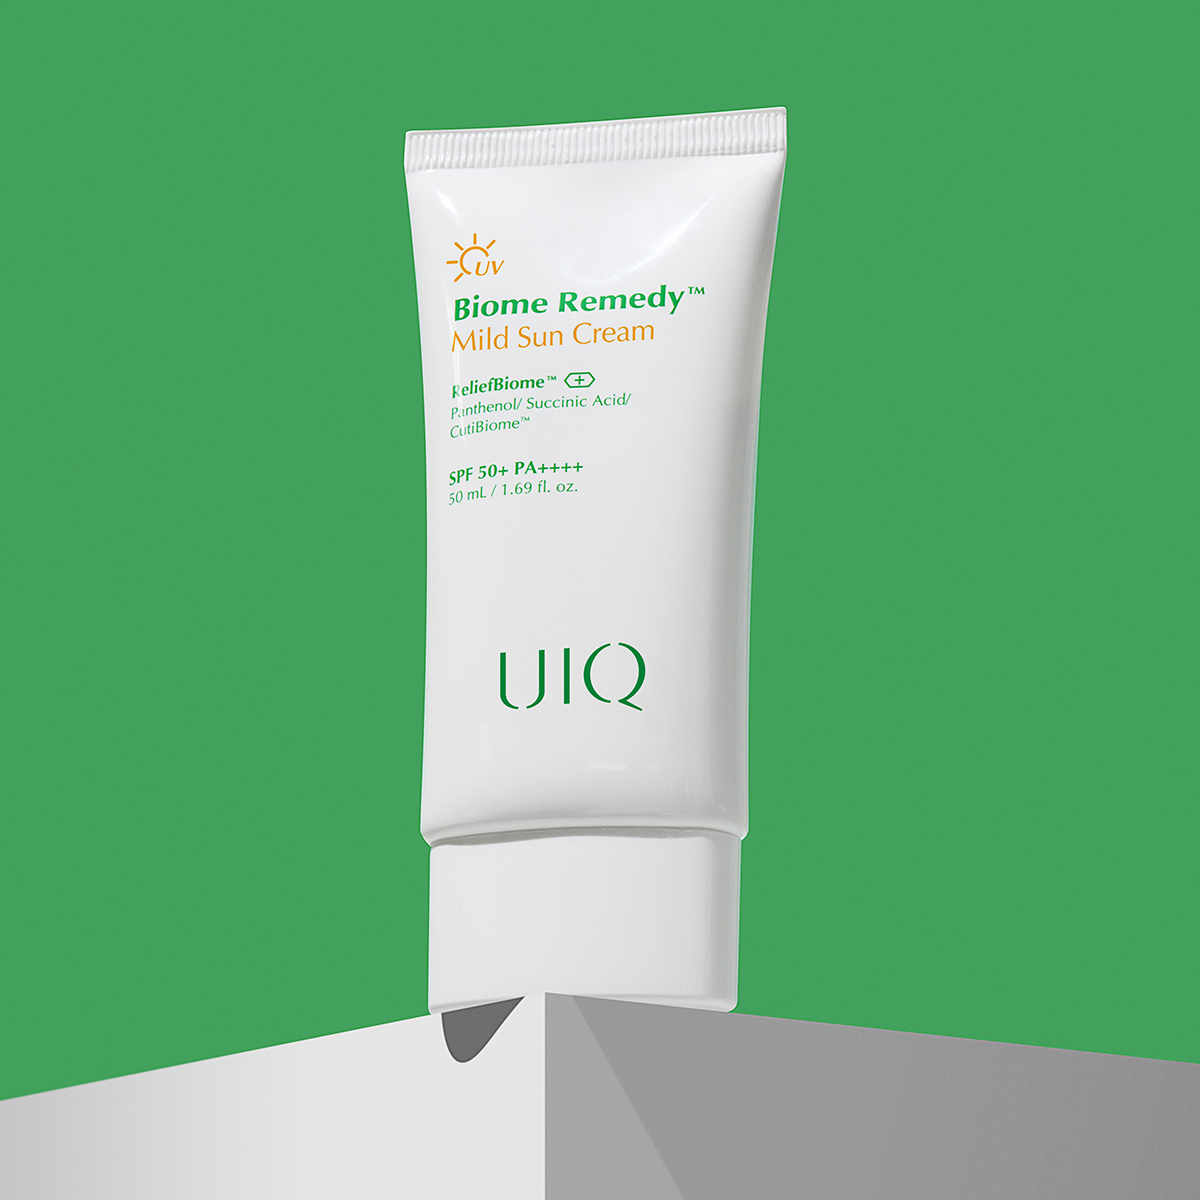 UV
Biome Remedy™
Mild Sun Cream
ReliefBiome™
Panthenol/ Succinic Acid/
CutiBiome™
SPF 50+ PA++++
50 mL / 1.69 fl. oz.
UIQ